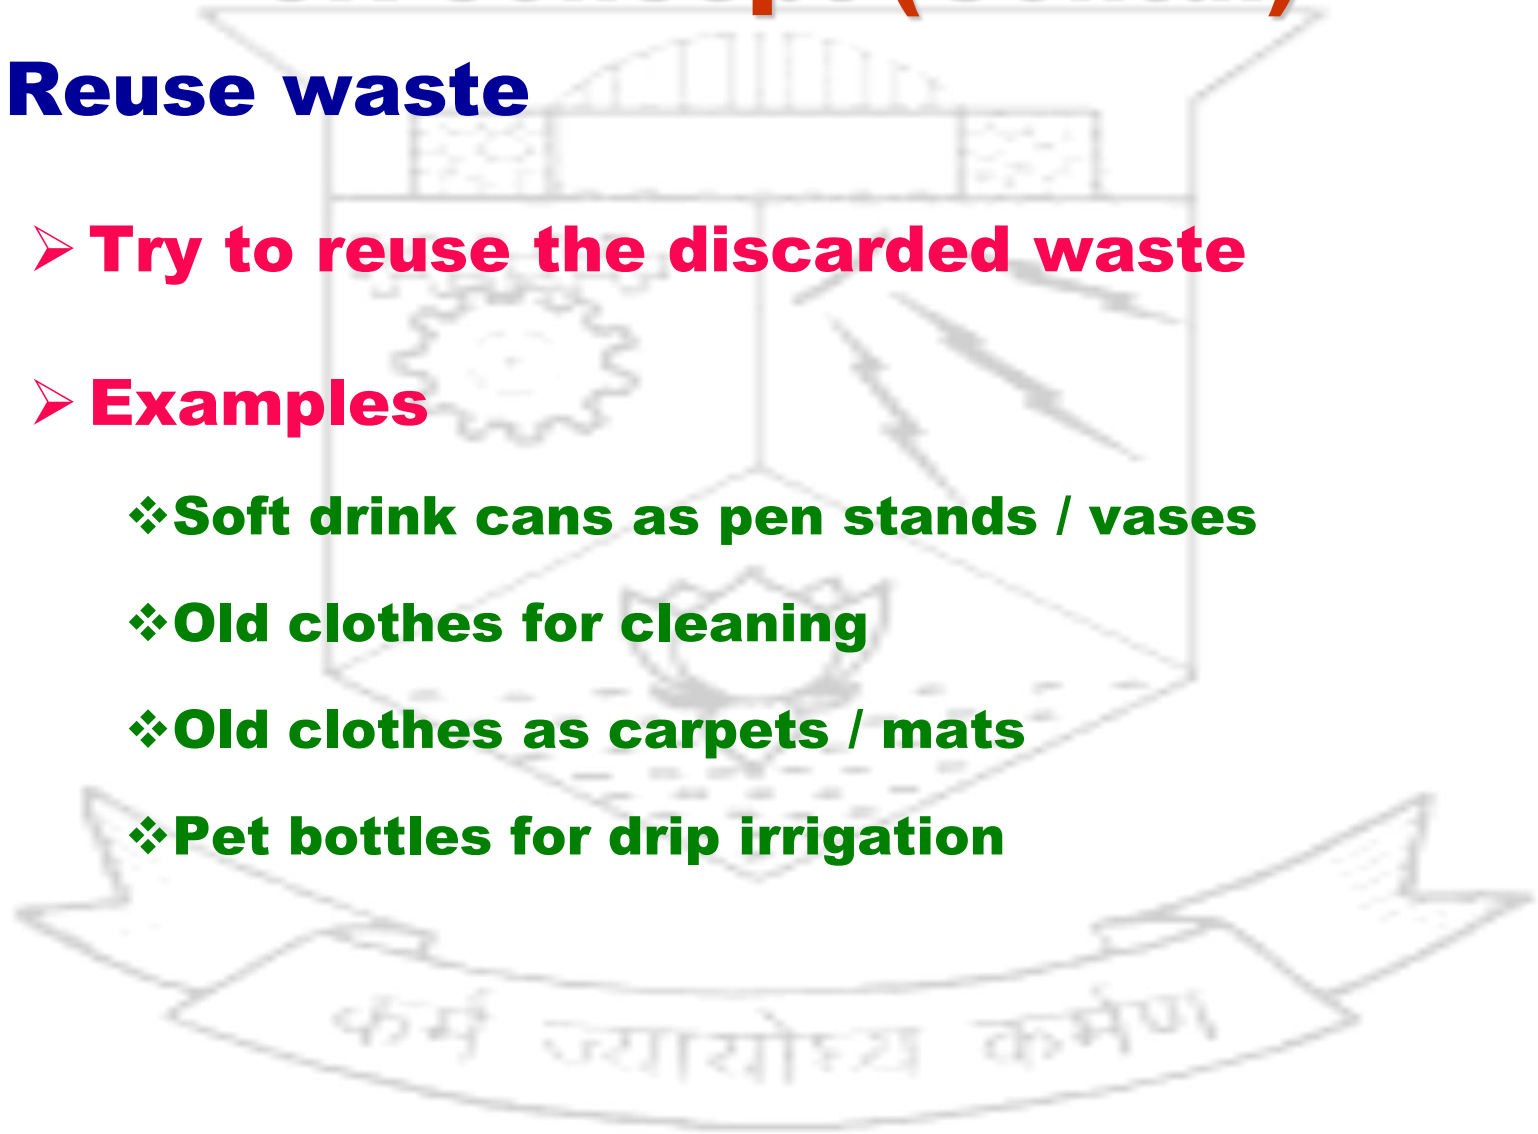 Reuse waste
Try to reuse the discarded waste
Examples
Soft drink cans as pen stands / vases
Old clothes for cleaning
Old clothes as carpets / mats
Pet bottles for drip irrigation
कर्म ज्यायोध्य कर्मण